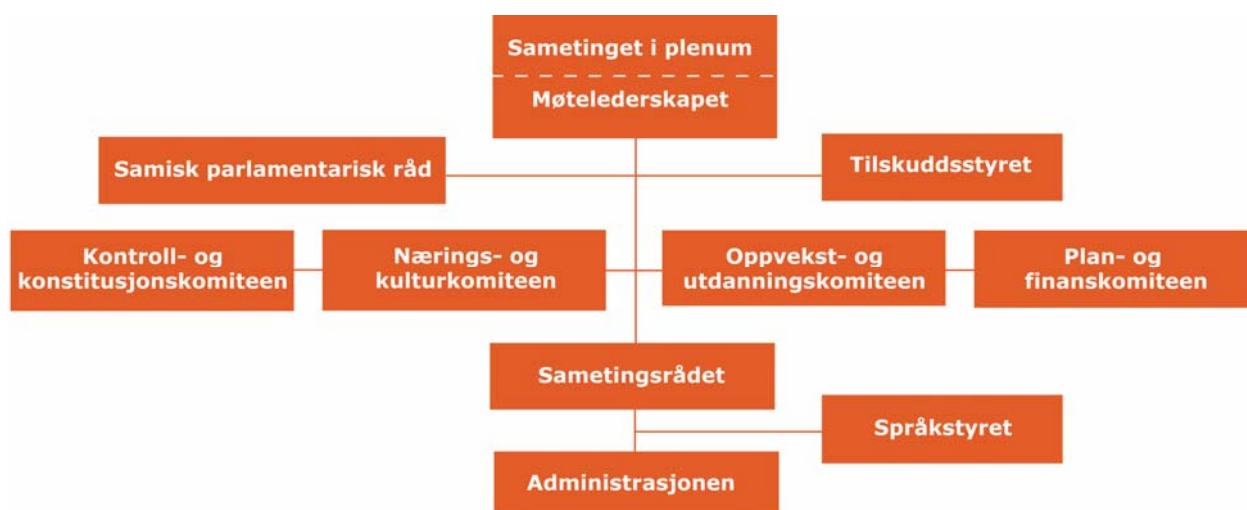 Sametinget i plenum
Møtelederskapet
Samisk parlamentarisk råd
Tilskuddsstyret
Kontroll- og
konstitusjonskomiteen
Nærings- og
kulturkomiteen
Oppvekst- og
utdanningskomiteen
Plan- og
finanskomiteen
Sametingsrådet
Språkstyret
Administrasjonen